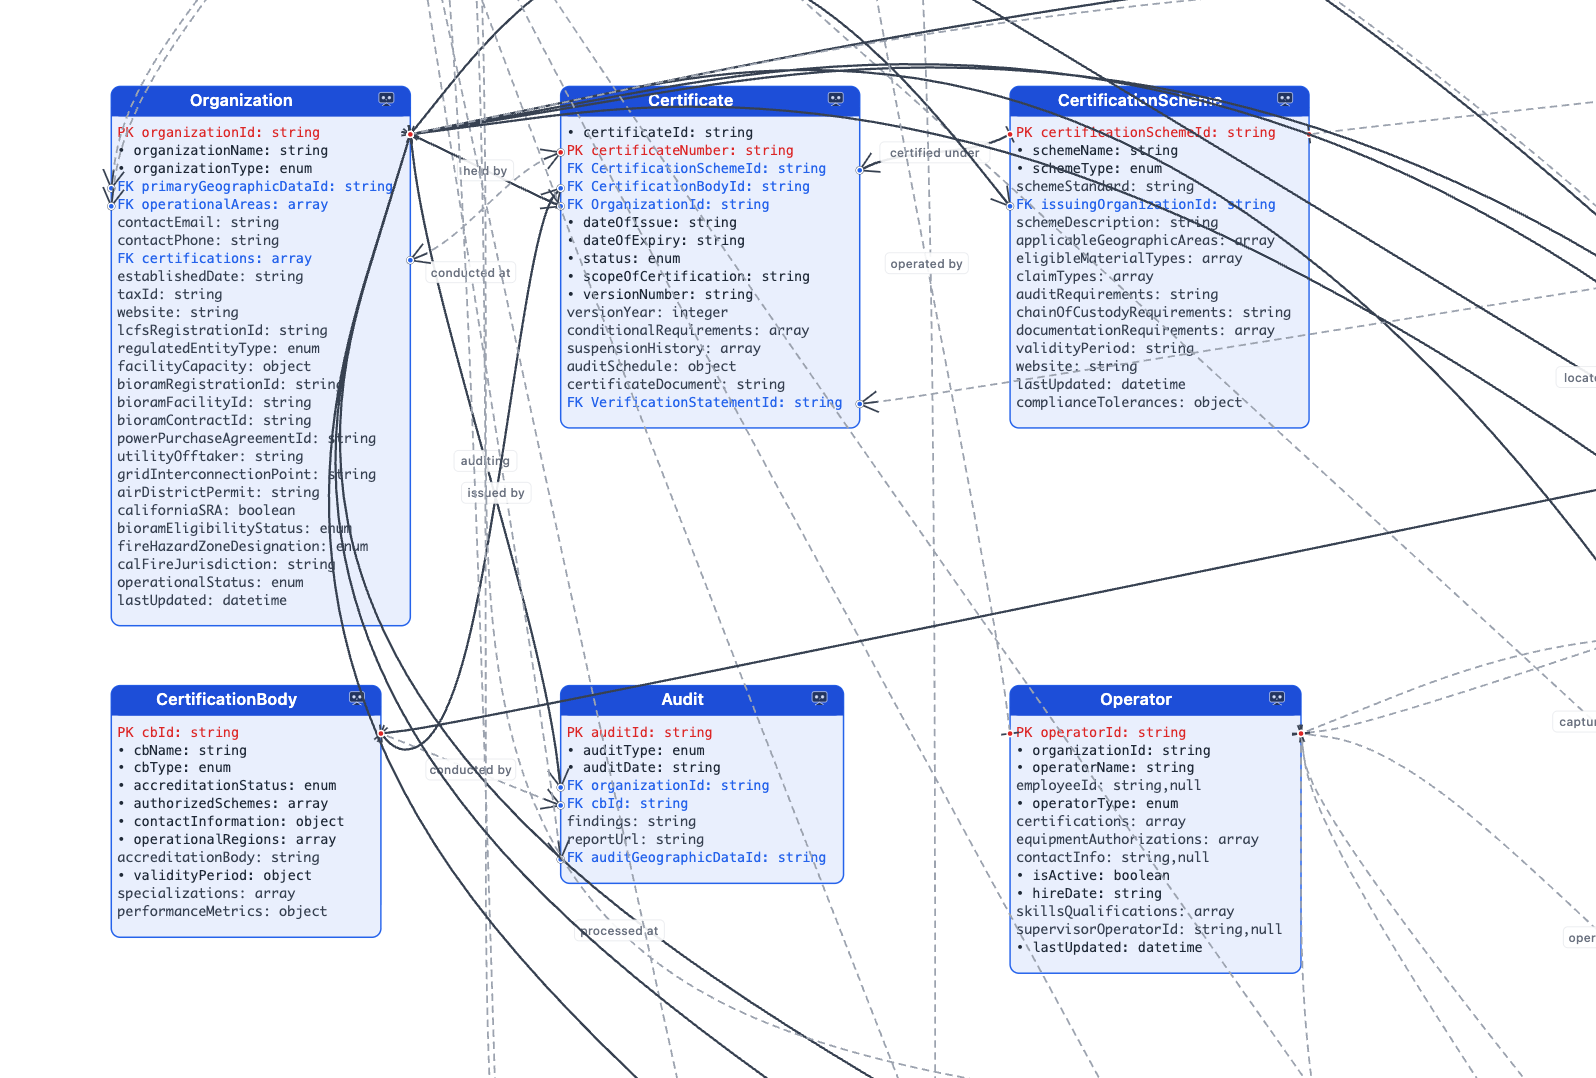 Organization
PK organizationId: string
• organizationName: string
• organizationType: enum
FK primaryGeographicDataId: string
FK operationalAreas: array
contactEmail: string
contactPhone: string
FK certifications: array
establishedDate: string
taxId: string
website: string
lcfsRegistrationId: string
regulatedEntityType: enum
facilityCapacity: object
bioramRegistrationId: string
bioramFacilityId: string
bioramContractId: string
powerPurchaseAgreementId: string
utilityOfftaker: string
gridInterconnectionPoint: string
airDistrictPermit: string
californiaSRA: boolean
bioramEligibilityStatus: enum
fireHazardZoneDesignation: enum
calFireJurisdiction: string
operationalStatus: enum
lastUpdated: datetime
held by
conducted at
auditing
issued by
Certificate
• certificateId: string
PK certificateNumber: string
FK CertificationSchemeId: string
FK CertificationBodyId: string
FK OrganizationId: string
• dateOfIssue: string
• dateOfExpiry: string
• status: enum
• scopeOfCertification: string
• versionNumber: string
versionYear: integer
conditionalRequirements: array
suspensionHistory: array
auditSchedule: object
certificateDocument: string
FK VerificationStatementId: string
certified under
operated by
CertificationScheme
PK certificationSchemeId: string
• schemeName: string
• schemeType: enum
schemeStandard: string
FK issuingOrganizationId: string
schemeDescription: string
applicableGeographicAreas: array
eligibleMaterialTypes: array
claimTypes: array
auditRequirements: string
chainOfCustodyRequirements: string
documentationRequirements: array
validityPeriod: string
website: string
lastUpdated: datetime
complianceTolerances: object
locate
CertificationBody
PK cbId: string
• cbName: string
• cbType: enum
• accreditationStatus: enum
• authorizedSchemes: array
• contactInformation: object
• operationalRegions: array
accreditationBody: string
• validityPeriod: object
specializations: array
performanceMetrics: object
conducted by
Audit
PK auditId: string
• auditType: enum
• auditDate: string
FK organizationId: string
FK cbId: string
findings: string
reportUrl: string
FK auditGeographicDataId: string
processed at
Operator
PK operatorId: string
• organizationId: string
• operatorName: string
employeeId: string,null
• operatorType: enum
certifications: array
equipmentAuthorizations: array
contactInfo: string,null
• isActive: boolean
• hireDate: string
skillsQualifications: array
supervisorOperatorId: string,null
• lastUpdated: datetime
captur
oper